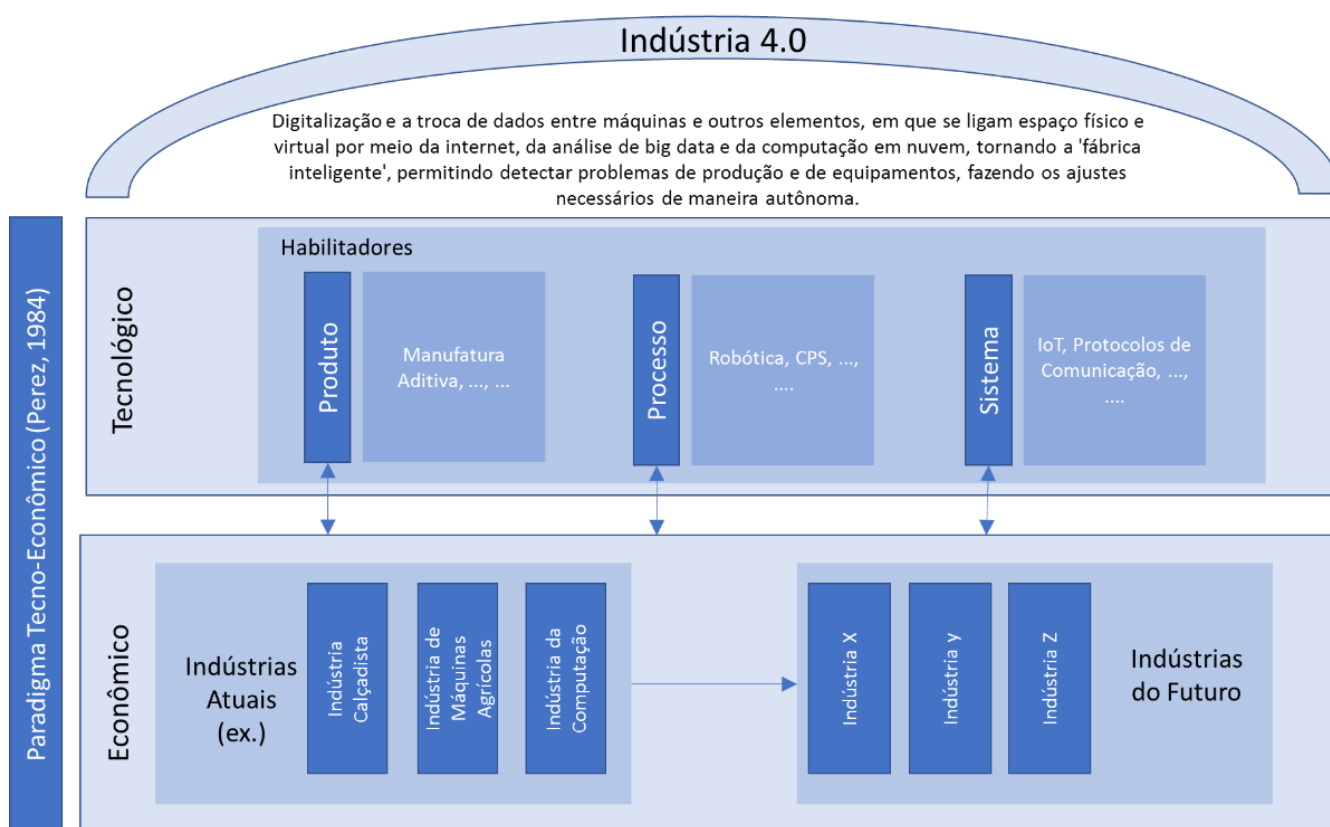 Indústria 4.0
Digitalização e a troca de dados entre máquinas e outros elementos, em que se ligam espaço físico e
virtual por meio da internet, da análise de big data e da computação em nuvem, tornando a 'fábrica
inteligente', permitindo detectar problemas de produção e de equipamentos, fazendo os ajustes
necessários de maneira autônoma.
Paradigma Tecno-Econômico (Perez, 1984)
Tecnológico
Habilitadores
Produto
Manufatura
Aditiva, ..., ...
Processo
Robótica, CPS, ...,
....
Sistema
IoT, Protocolos de
Comunicação, ...,
....
Econômico
Indústrias
Atuais
(ex.)
Indústria
Calçadista
Indústria de
Máquinas
Agrícolas
Indústria da
Computação
Indústria X
Indústria y
Indústria Z
Indústrias
do Futuro